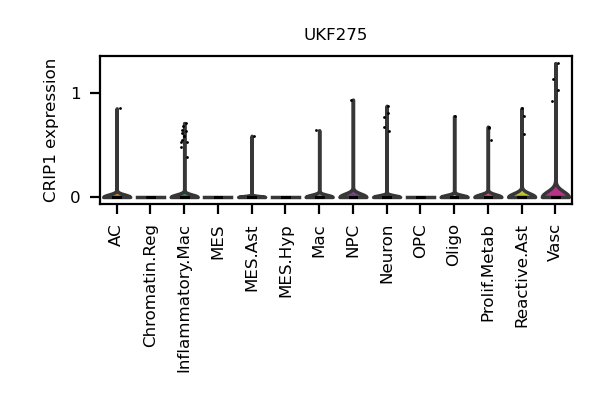 UKF275
CRIP1 expression
1
0
AC
Chromatin.Reg
Inflammatory.Mac
MES
MES.Ast
MES.Hyp
Mac
NPC
Neuron
OPC
Oligo
Prolif.Metab
Reactive.Ast
Vasc